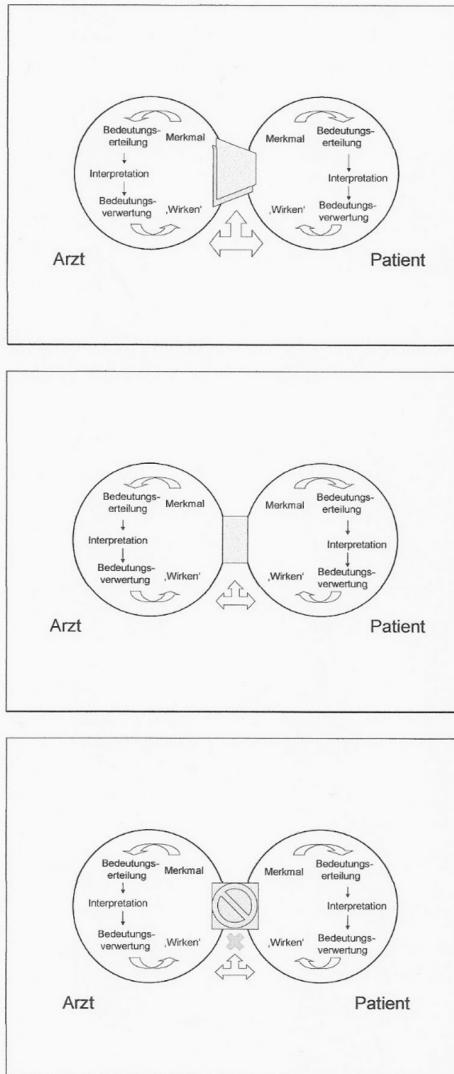 Bedeutungs-
erteilung
Merkmal
Interpretation
Bedeutungs-
verwertung
‚Wirken‘
Merkmal
Bedeutungs-
erteilung
Interpretation
Bedeutungs-
verwertung
‚Wirken‘
Arzt
Patient
Bedeutungs-
erteilung
Merkmal
Interpretation
Bedeutungs-
verwertung
‚Wirken‘
Merkmal
Bedeutungs-
erteilung
Interpretation
Bedeutungs-
verwertung
‚Wirken‘
Arzt
Patient
Bedeutungs-
erteilung
Merkmal
Interpretation
Bedeutungs-
verwertung
‚Wirken‘
Merkmal
Bedeutungs-
erteilung
Interpretation
Bedeutungs-
verwertung
‚Wirken‘
Arzt
Patient